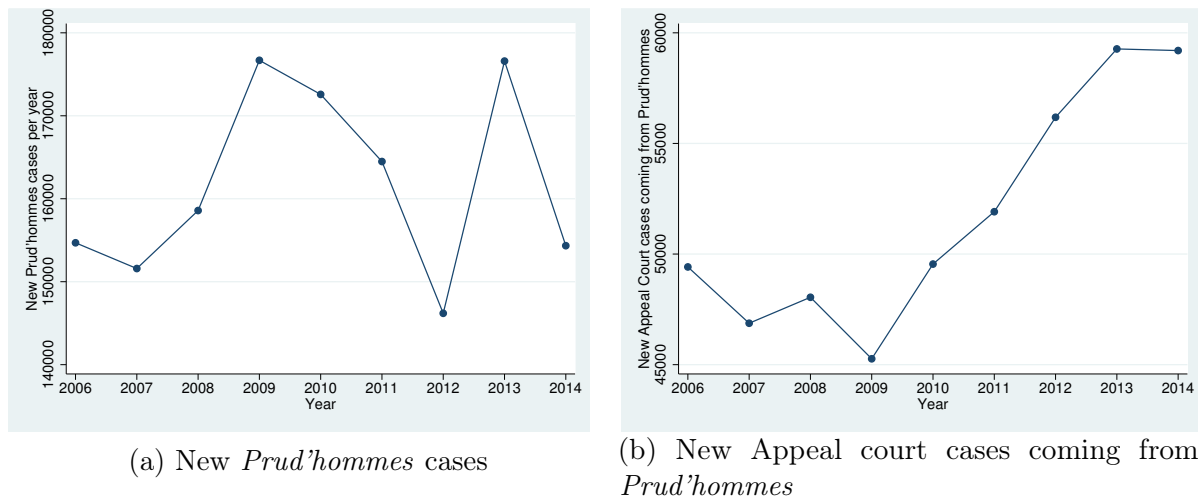 New Prud'hommes cases per year
180000
170000
160000
150000
140000
2006 2007 2008 2009 2010 2011 2012 2013 2014
Year
(a) New Prud'hommes cases
New Appeal Court cases coming from Prud'hommes
60000
55000
50000
45000
2006 2007 2008 2009 2010 2011 2012 2013 2014
Year
(b) New Appeal court cases coming from
Prud'hommes